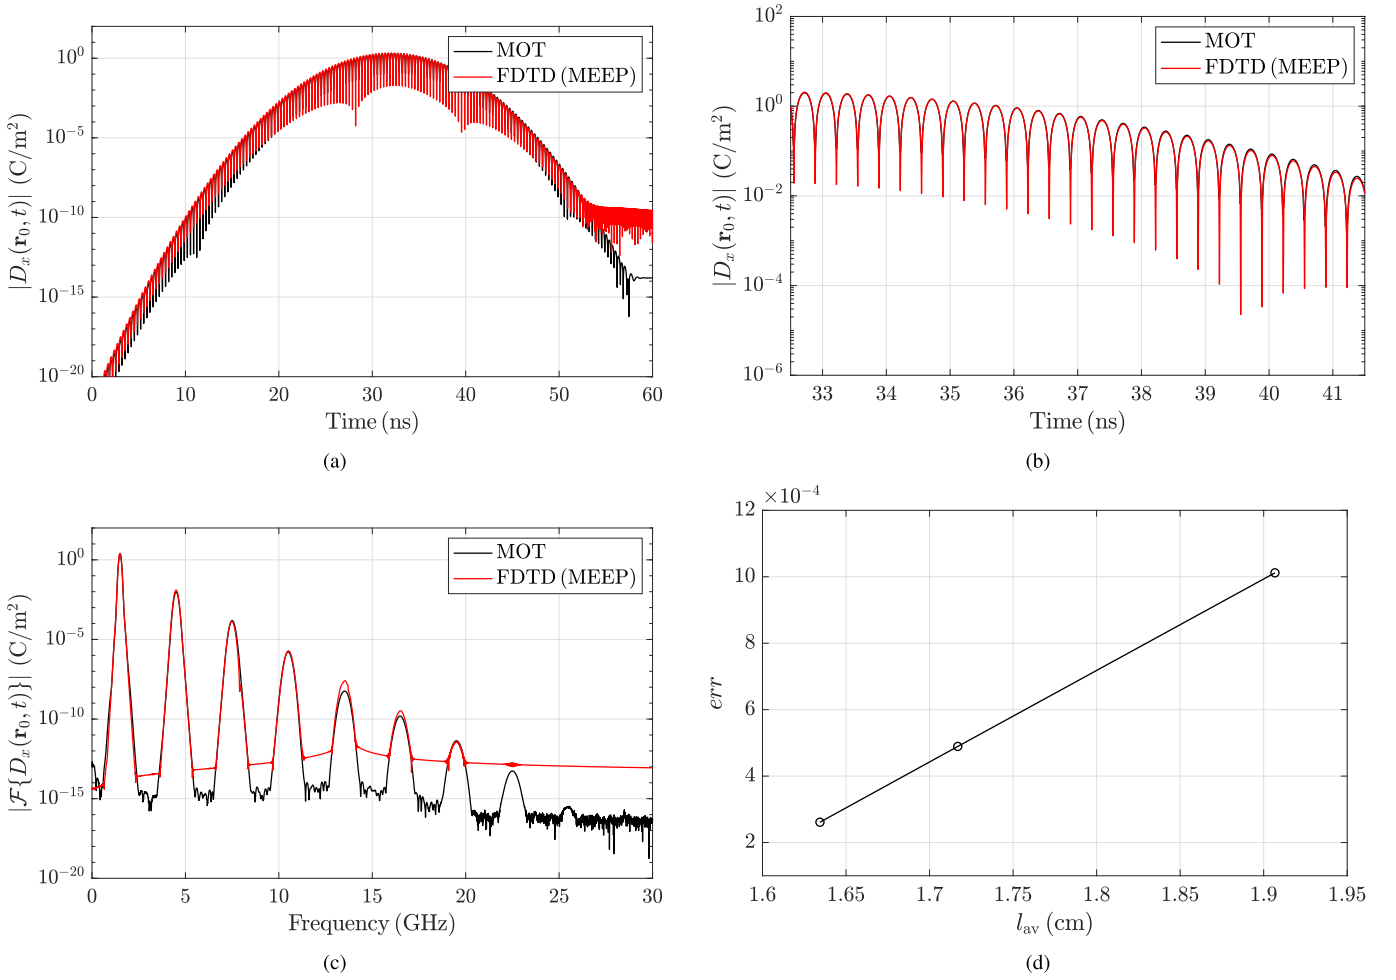 10^0
10^-5
10^-10
10^-15
10^-20
|D_x(r_0, t)| (C/m^2)
MOT
FDTD (MEEP)
0 10 20 30 40 50 60
Time (ns)
(a)
10^2
10^0
10^-2
10^-4
10^-6
|D_x(r_0, t)| (C/m^2)
MOT
FDTD (MEEP)
33 34 35 36 37 38 39 40 41
Time (ns)
(b)
10^0
10^-5
10^-10
10^-15
10^-20
|F{D_x(r_0, t)}| (C/m^2)
MOT
FDTD (MEEP)
0 5 10 15 20 25 30
Frequency (GHz)
(c)
×10^-4
12
10
8
6
4
2
err
1.6 1.65 1.7 1.75 1.8 1.85 1.9 1.95
l_av (cm)
(d)